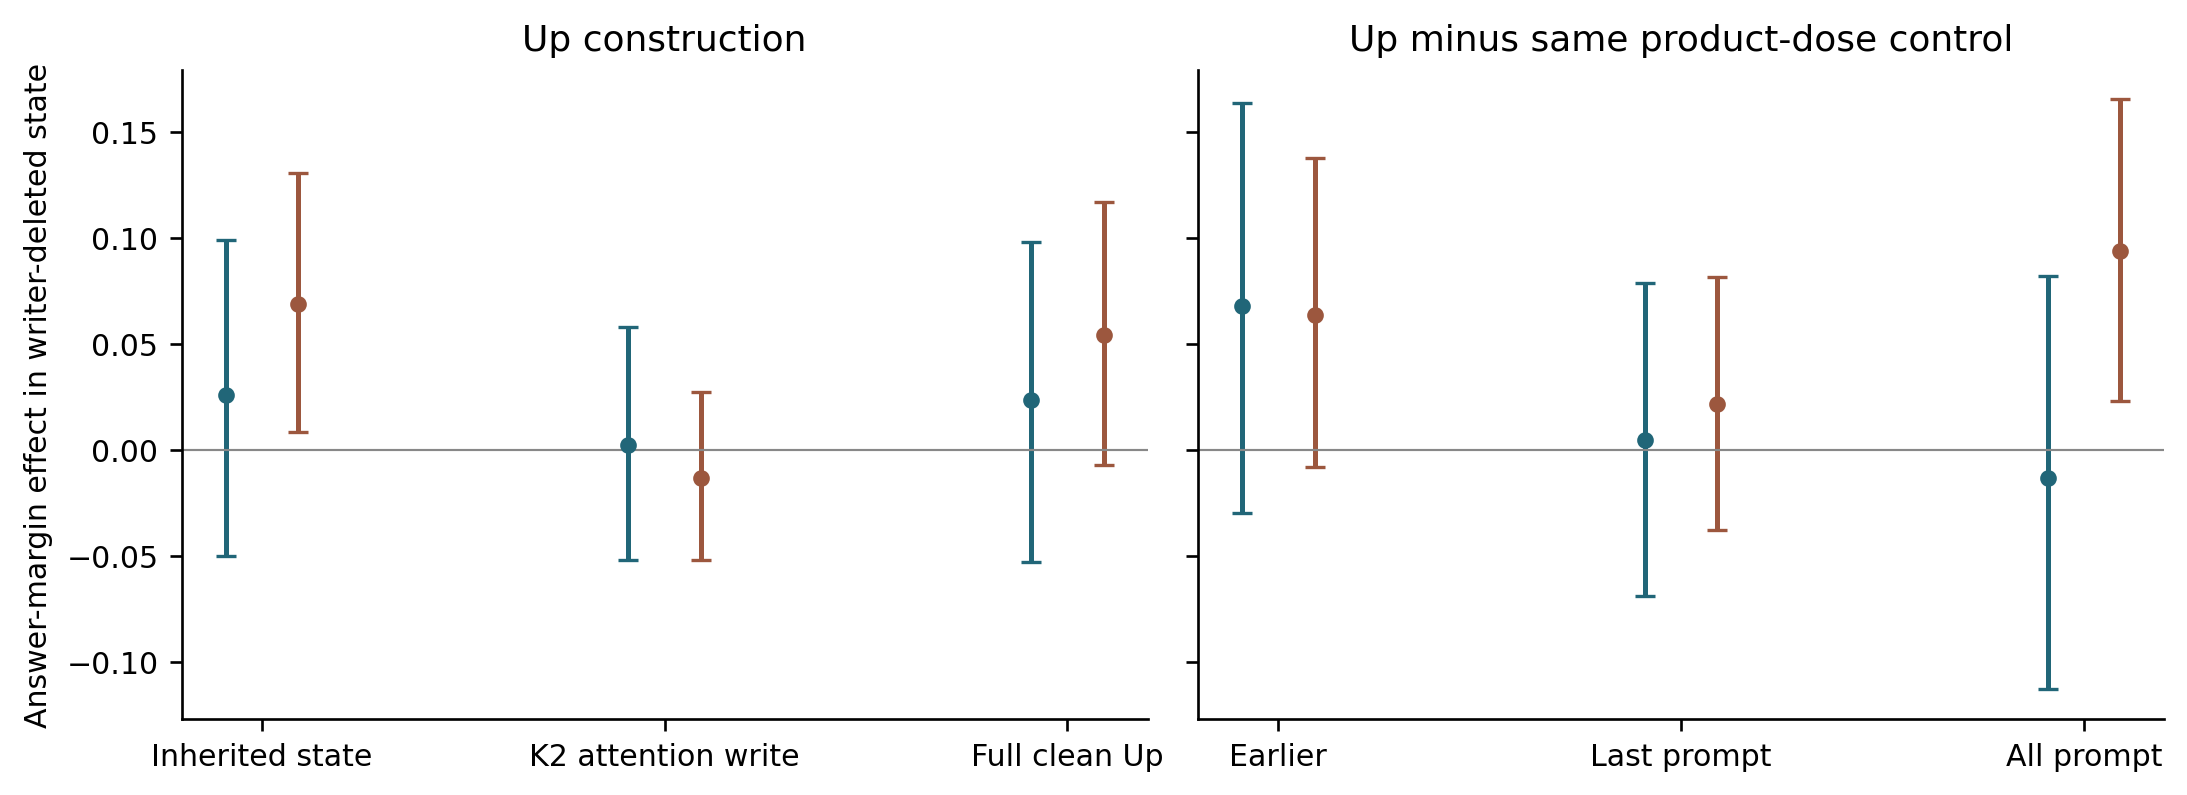 Up construction
Up minus same product-dose control
Answer-margin effect in writer-deleted state
0.15
0.10
0.05
0.00
−0.05
−0.10
Inherited state
K2 attention write
Full clean Up
Earlier
Last prompt
All prompt